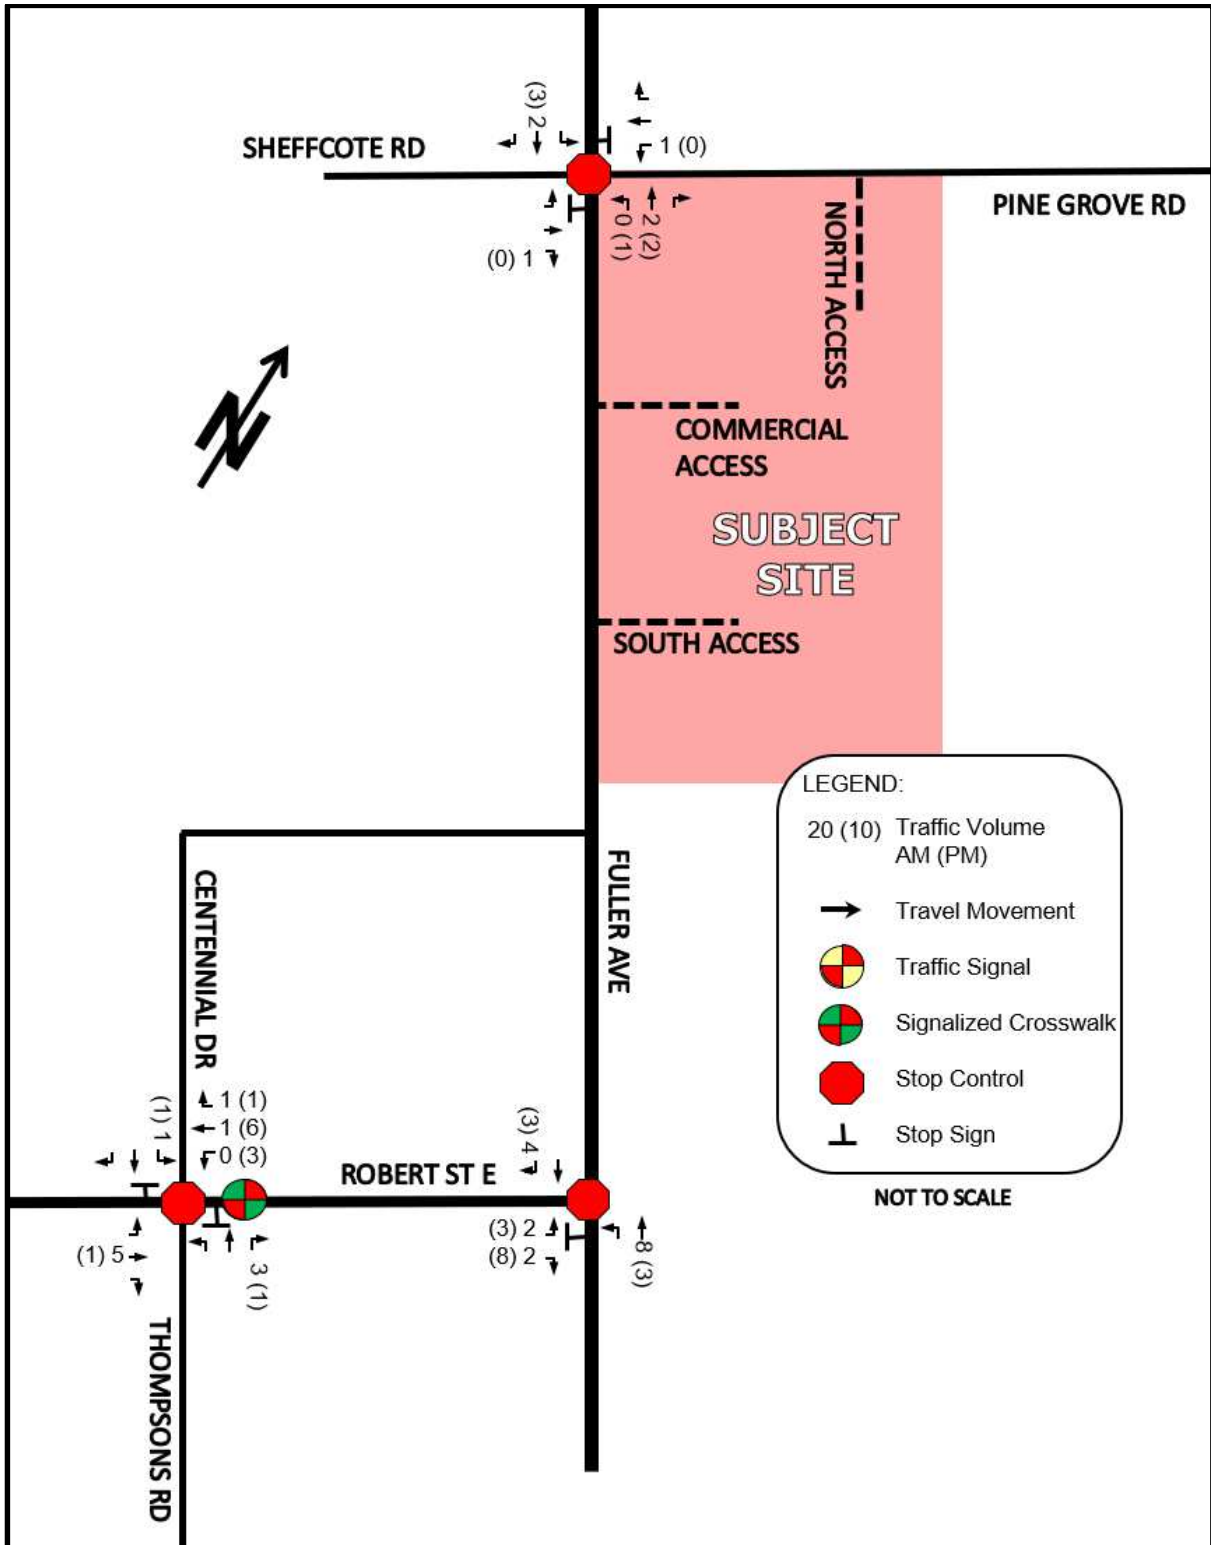 (3) 2
1 (0)
SHEFFCOTE RD
PINE GROVE RD
0 (1)
2 (2)
(0) 1
NORTH ACCESS
N
COMMERCIAL
ACCESS
SUBJECT
SITE
SOUTH ACCESS
LEGEND:
20 (10) Traffic Volume
AM (PM)
Travel Movement
Traffic Signal
Signalized Crosswalk
Stop Control
Stop Sign
NOT TO SCALE
FULLER AVE
CENTENNIAL DR
(1) 1
1 (1)
1 (6)
0 (3)
(3) 4
ROBERT ST E
(1) 5
3 (1)
(3) 2
(8) 2
8 (3)
THOMPSONS RD